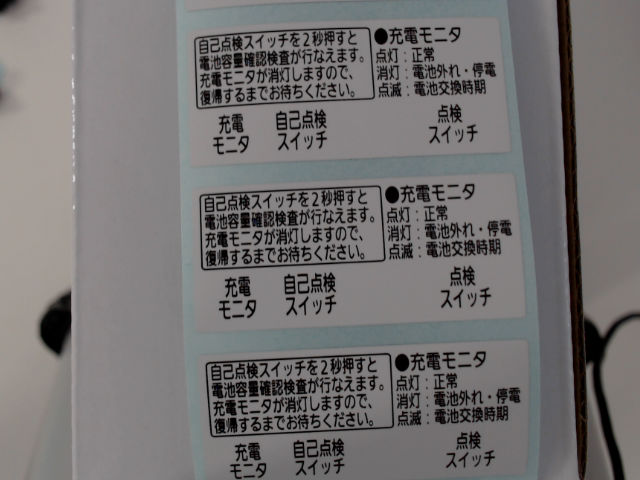 自己点検スイッチを2秒押すと
電池容量確認検査が行なえます。
充電モニタが消灯しますので、
復帰するまでお待ちください。
●充電モニタ
点灯：正常
消灯：電池外れ・停電
点滅：電池交換時期
充電
モニタ
自己点検
スイッチ
点検
スイッチ
自己点検スイッチを2秒押すと
電池容量確認検査が行なえます。
充電モニタが消灯しますので、
復帰するまでお待ちください。
●充電モニタ
点灯：正常
消灯：電池外れ・停電
点滅：電池交換時期
充電
モニタ
自己点検
スイッチ
点検
スイッチ
自己点検スイッチを2秒押すと
電池容量確認検査が行なえます。
充電モニタが消灯しますので、
復帰するまでお待ちください。
●充電モニタ
点灯：正常
消灯：電池外れ・停電
点滅：電池交換時期
充電
モニタ
自己点検
スイッチ
点検
スイッチ